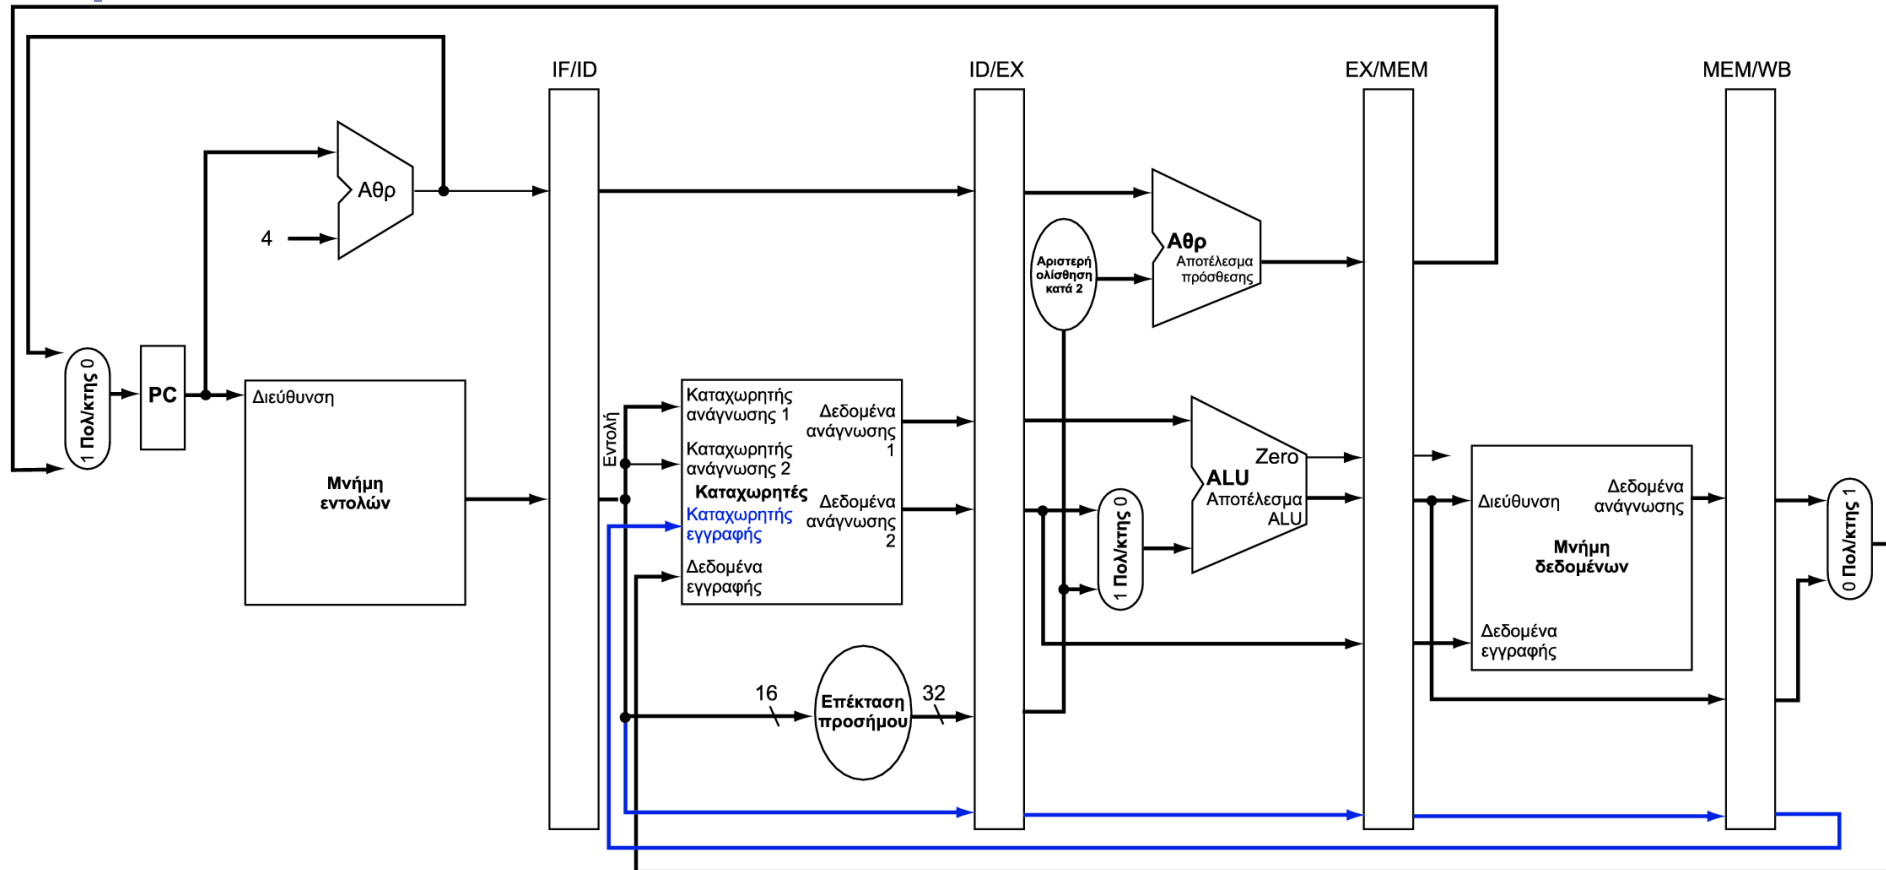 IF/ID
ID/EX
EX/MEM
MEM/WB
Αθρ
4
Αθρ
Αποτέλεσμα
πρόσθεσης
Αριστερή
ολίσθηση
κατά 2
1 Πολ/κτης 0
PC
Διεύθυνση
Μνήμη
εντολών
Εντολή
Καταχωρητής
ανάγνωσης 1
Καταχωρητής
ανάγνωσης 2
Καταχωρητές
Καταχωρητής
εγγραφής
Δεδομένα
εγγραφής
Δεδομένα
ανάγνωσης
1
Δεδομένα
ανάγνωσης
2
16
Επέκταση
προσήμου
32
1 Πολ/κτης 0
Zero
ALU
Αποτέλεσμα
ALU
Διεύθυνση
Δεδομένα
ανάγνωσης
Μνήμη
δεδομένων
Δεδομένα
εγγραφής
0 Πολ/κτης 1